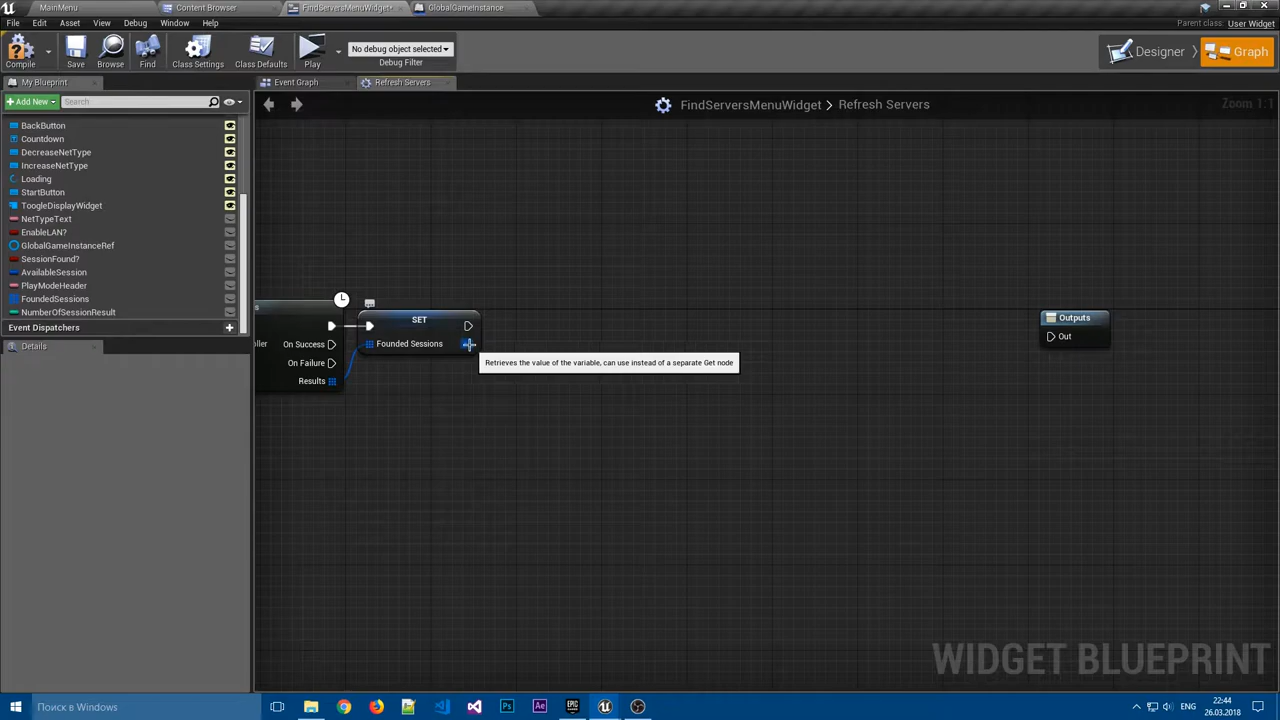 MainMenu
Content Browser
FindServersMenuWidget*
GlobalGameInstance
File Edit Asset View Debug Window Help
Parent class: User Widget
Compile
Save
Browse
Find
Class Settings
Class Defaults
Play
No debug object selected
Debug Filter
Designer
Graph
My Blueprint
Event Graph
Refresh Servers
+Add New
Search
FindServersMenuWidget > Refresh Servers
Zoom 1:1
BackButton
Countdown
DecreaseNetType
IncreaseNetType
Loading
StartButton
ToogleDisplayWidget
NetTypeText
EnableLAN?
GlobalGameInstanceRef
SessionFound?
AvailableSession
PlayModeHeader
FoundedSessions
NumberOfSessionResult
Event Dispatchers
Details
s
SET
Outputs
ller
On Success
Founded Sessions
Out
On Failure
Retrieves the value of the variable, can use instead of a separate Get node
Results
WIDGET BLUEPRINT
Поиск в Windows
Ps
Ae
EPIC
ENG
22:44
26.03.2018